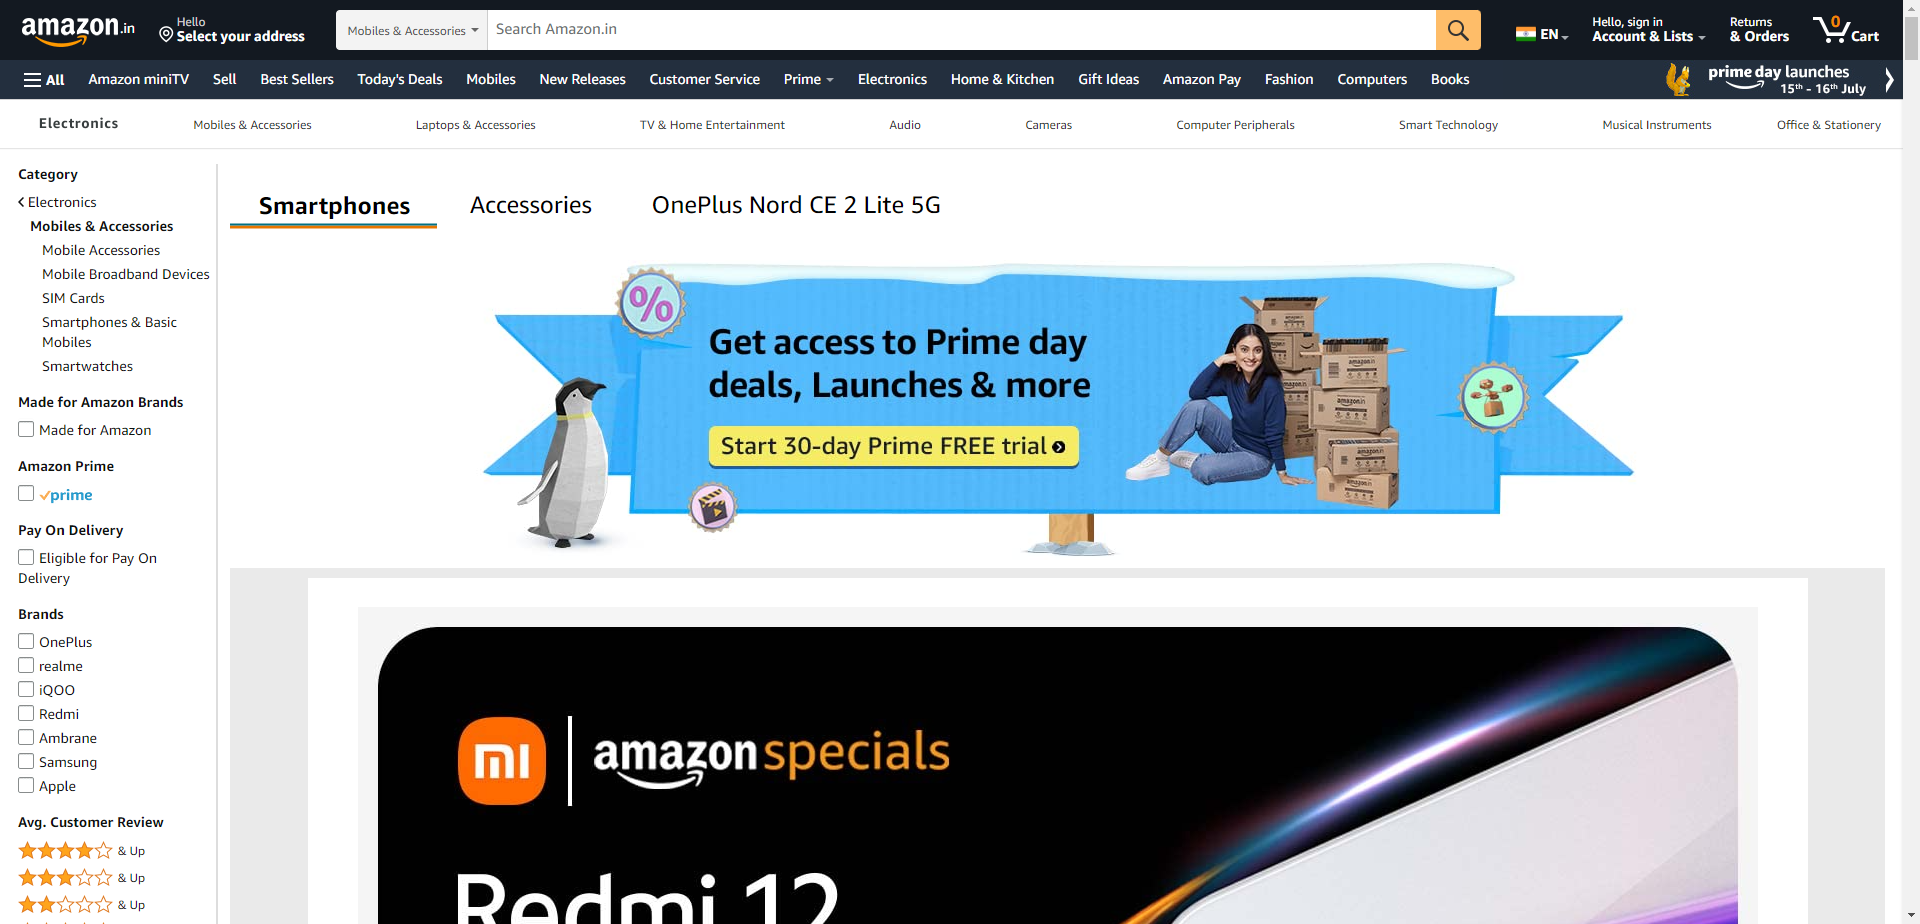 amazon.in
Hello
Select your address
Mobiles & Accessories
Search Amazon.in
EN
Hello, sign in
Account & Lists
Returns
& Orders
0
Cart
All
Amazon miniTV
Sell
Best Sellers
Today's Deals
Mobiles
New Releases
Customer Service
Prime
Electronics
Home & Kitchen
Gift Ideas
Amazon Pay
Fashion
Computers
Books
prime day launches
15th - 16th July
Electronics
Mobiles & Accessories
Laptops & Accessories
TV & Home Entertainment
Audio
Cameras
Computer Peripherals
Smart Technology
Musical Instruments
Office & Stationery
Category
Electronics
Mobiles & Accessories
Mobile Accessories
Mobile Broadband Devices
SIM Cards
Smartphones & Basic
Mobiles
Smartwatches
Made for Amazon Brands
Made for Amazon
Amazon Prime
prime
Pay On Delivery
Eligible for Pay On
Delivery
Brands
OnePlus
realme
iQOO
Redmi
Ambrane
Samsung
Apple
Avg. Customer Review
& Up
& Up
& Up
Smartphones
Accessories
OnePlus Nord CE 2 Lite 5G
%
Get access to Prime day
deals, Launches & more
Start 30-day Prime FREE trial
mi
amazon specials
Redmi 12